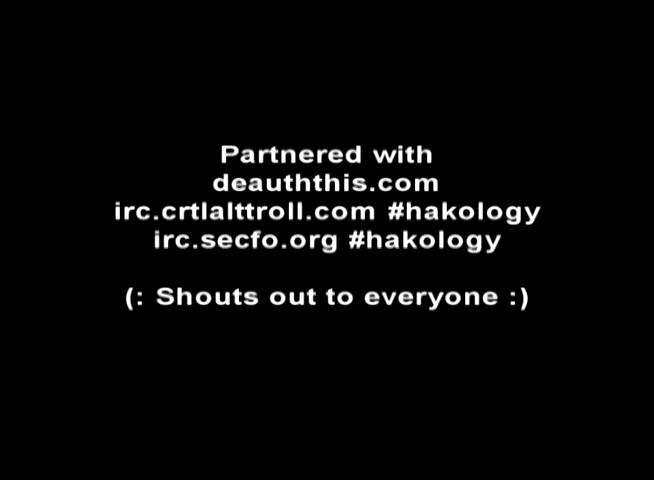 Partnered with
deauththis.com
irc.crtlalttroll.com #hakology
irc.secfo.org #hakology
(: Shouts out to everyone :)